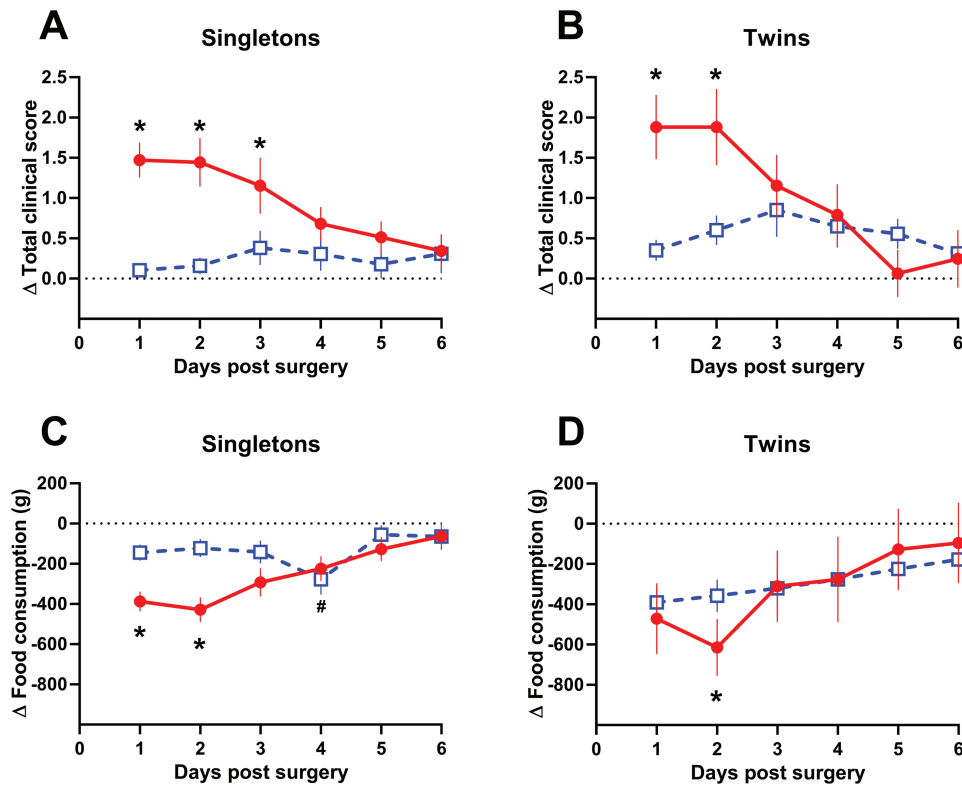 A
Singletons
Δ Total clinical score
2.5
2.0
1.5
1.0
0.5
0.0
* * *
0 1 2 3 4 5 6
Days post surgery
B
Twins
Δ Total clinical score
2.5
2.0
1.5
1.0
0.5
0.0
* *
0 1 2 3 4 5 6
Days post surgery
C
Singletons
Δ Food consumption (g)
200
0
-200
-400
-600
-800
#
* *
0 1 2 3 4 5 6
Days post surgery
D
Twins
Δ Food consumption (g)
200
0
-200
-400
-600
-800
*
0 1 2 3 4 5 6
Days post surgery